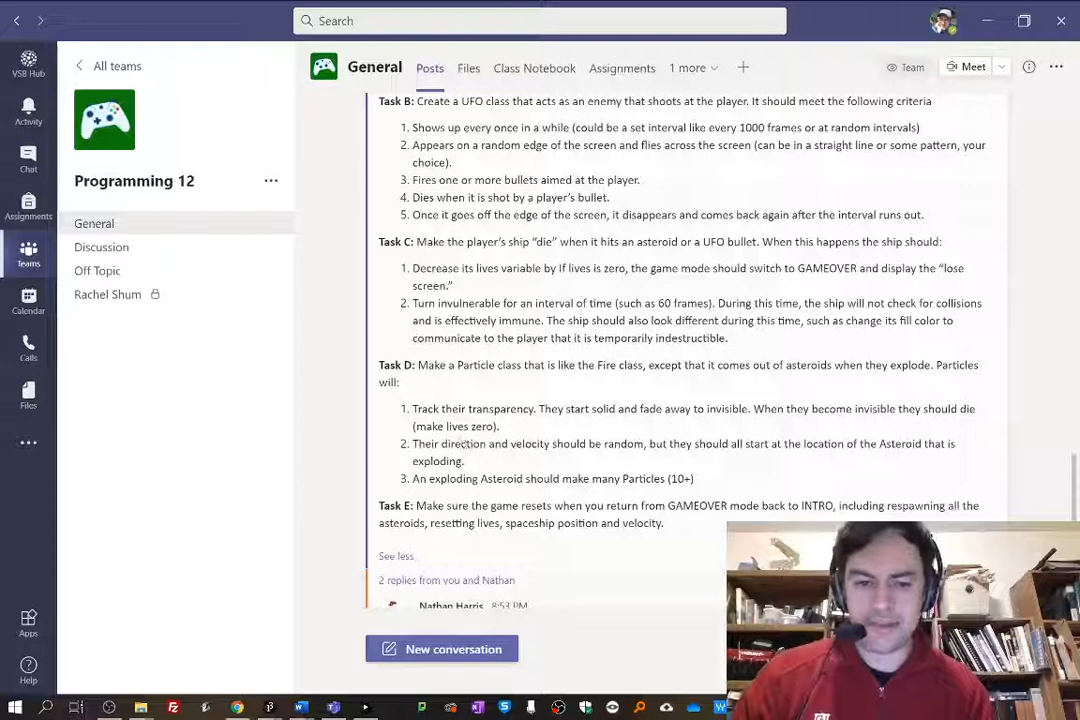 Search
VSB Hub
Activity
Chat
Assignments
Teams
Calendar
Calls
Files
Apps
Help
All teams
Programming 12
General
Discussion
Off Topic
Rachel Shum
General
Posts
Files
Class Notebook
Assignments
1 more
Team
Meet
Task B: Create a UFO class that acts as an enemy that shoots at the player. It should meet the following criteria
1. Shows up every once in a while (could be a set interval like every 1000 frames or at random intervals)
2. Appears on a random edge of the screen and flies across the screen (can be in a straight line or some pattern, your
choice).
3. Fires one or more bullets aimed at the player.
4. Dies when it is shot by a player's bullet.
5. Once it goes off the edge of the screen, it disappears and comes back again after the interval runs out.
Task C: Make the player's ship “die” when it hits an asteroid or a UFO bullet. When this happens the ship should:
1. Decrease its lives variable by If lives is zero, the game mode should switch to GAMEOVER and display the “lose
screen.”
2. Turn invulnerable for an interval of time (such as 60 frames). During this time, the ship will not check for collisions
and is effectively immune. The ship should also look different during this time, such as change its fill color to
communicate to the player that it is temporarily indestructible.
Task D: Make a Particle class that is like the Fire class, except that it comes out of asteroids when they explode. Particles
will:
1. Track their transparency. They start solid and fade away to invisible. When they become invisible they should die
(make lives zero).
2. Their direction and velocity should be random, but they should all start at the location of the Asteroid that is
exploding.
3. An exploding Asteroid should make many Particles (10+)
Task E: Make sure the game resets when you return from GAMEOVER mode back to INTRO, including respawning all the
asteroids, resetting lives, spaceship position and velocity.
See less
2 replies from you and Nathan
Nathan Harris 8:53 PM
New conversation